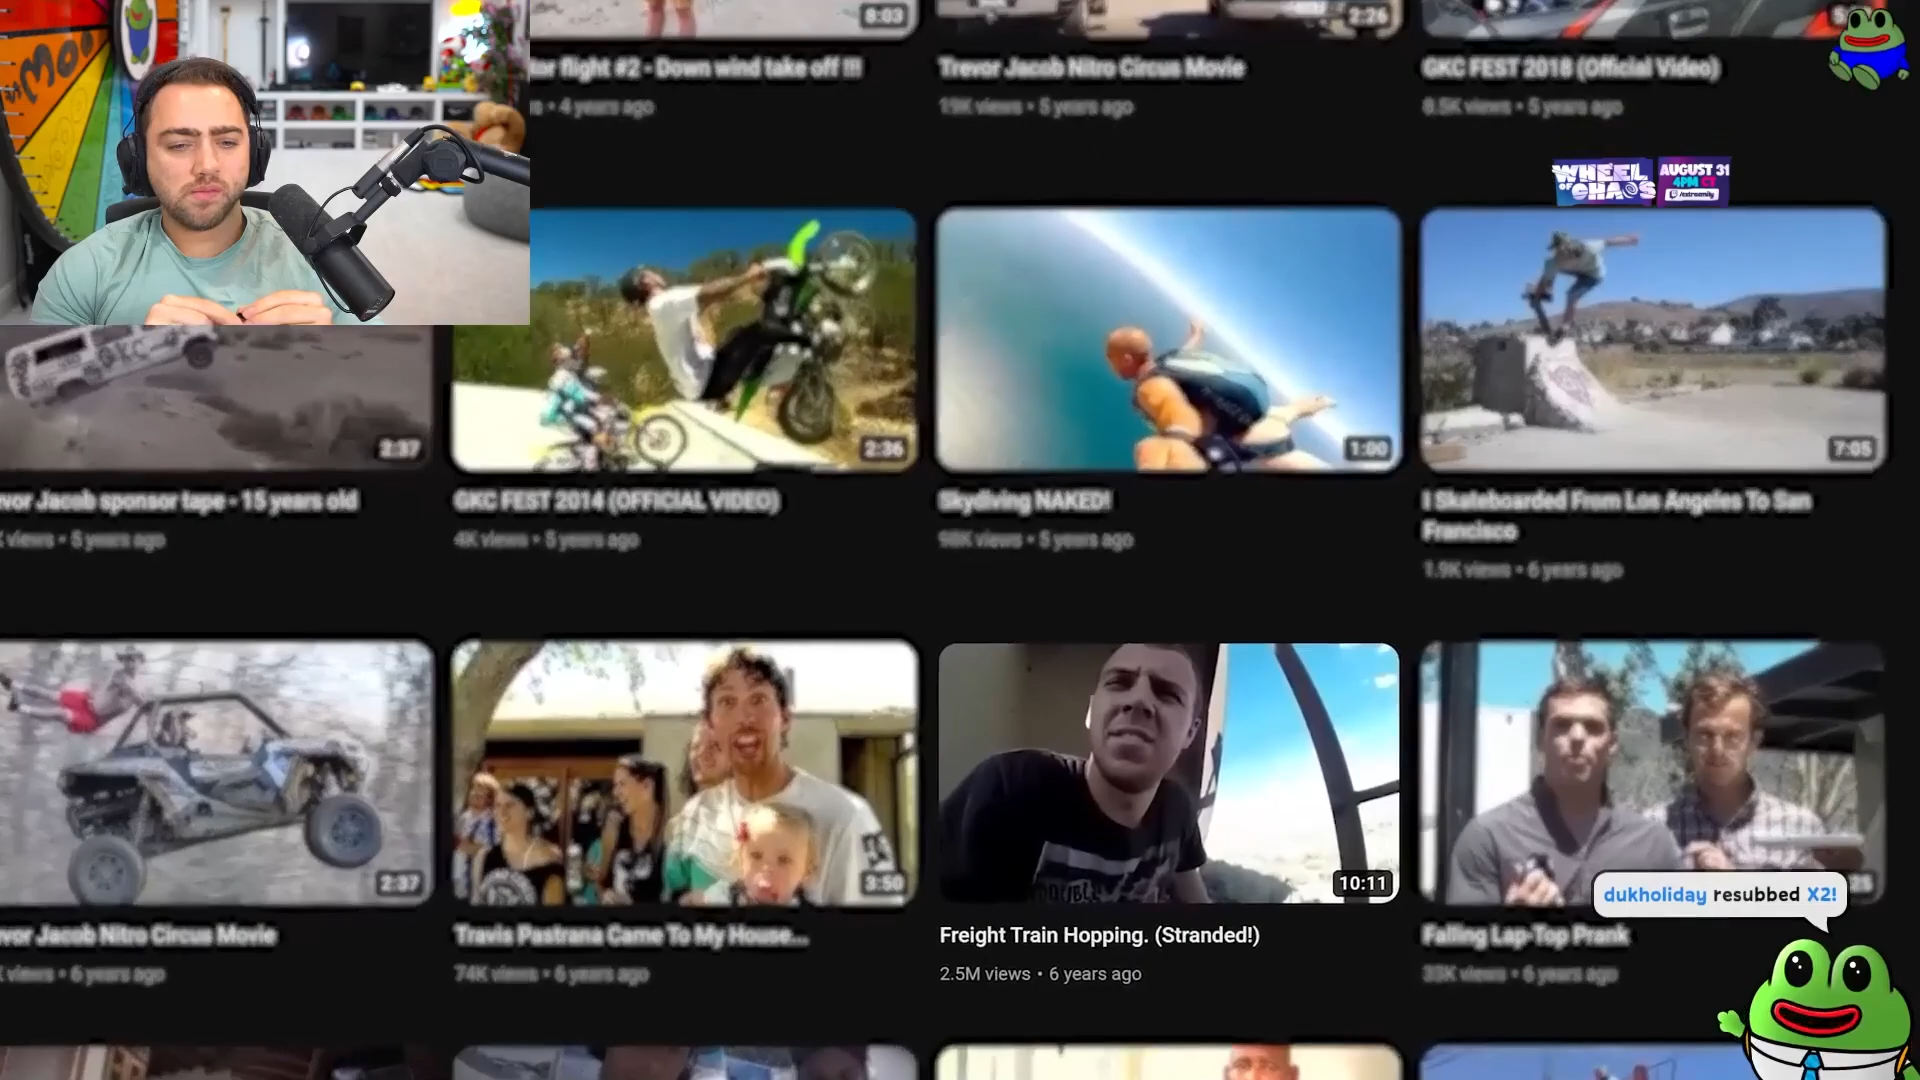 8:03
2:26
tar flight #2 - Down wind take off !!!
Trevor Jacob Nitro Circus Movie
GKC FEST 2018 (Official Video)
• 4 years ago
19K views • 5 years ago
8.5K views • 5 years ago
WHEEL OF CHAOS
AUGUST 31
4PM CT
/extraemily
2:37
2:36
1:00
7:05
vor Jacob sponsor tape - 15 years old
GKC FEST 2014 (OFFICIAL VIDEO)
Skydiving NAKED!
I Skateboarded From Los Angeles To San
Francisco
views • 5 years ago
4K views • 5 years ago
98K views • 5 years ago
1.9K views • 6 years ago
2:37
3:50
10:11
dukholiday resubbed X2!
vor Jacob Nitro Circus Movie
Travis Pastrana Came To My House...
Freight Train Hopping. (Stranded!)
Falling Lap-Top Prank
views • 6 years ago
74K views • 6 years ago
2.5M views • 6 years ago
33K views • 6 years ago